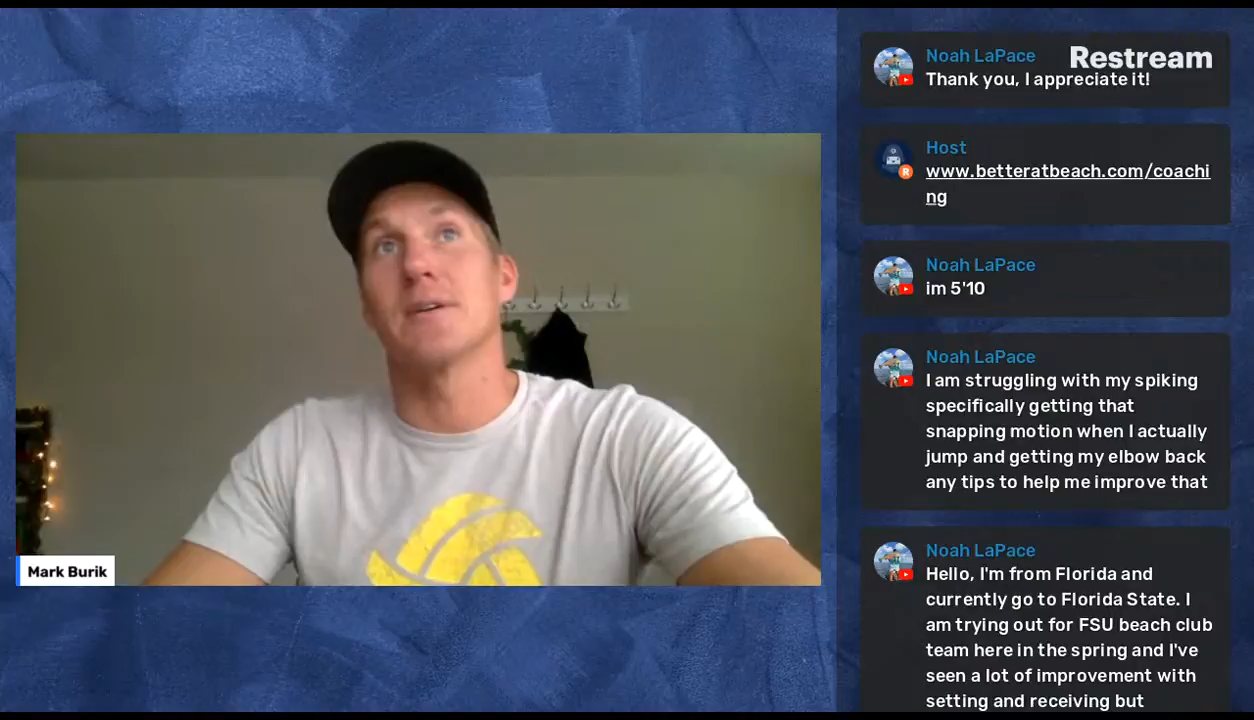 Restream
Noah LaPace
Thank you, I appreciate it!
Host
www.betteratbeach.com/coachi
ng
Noah LaPace
im 5'10
Noah LaPace
I am struggling with my spiking
specifically getting that
snapping motion when I actually
jump and getting my elbow back
any tips to help me improve that
Noah LaPace
Hello, I'm from Florida and
currently go to Florida State. I
am trying out for FSU beach club
team here in the spring and I've
seen a lot of improvement with
setting and receiving but
Mark Burik